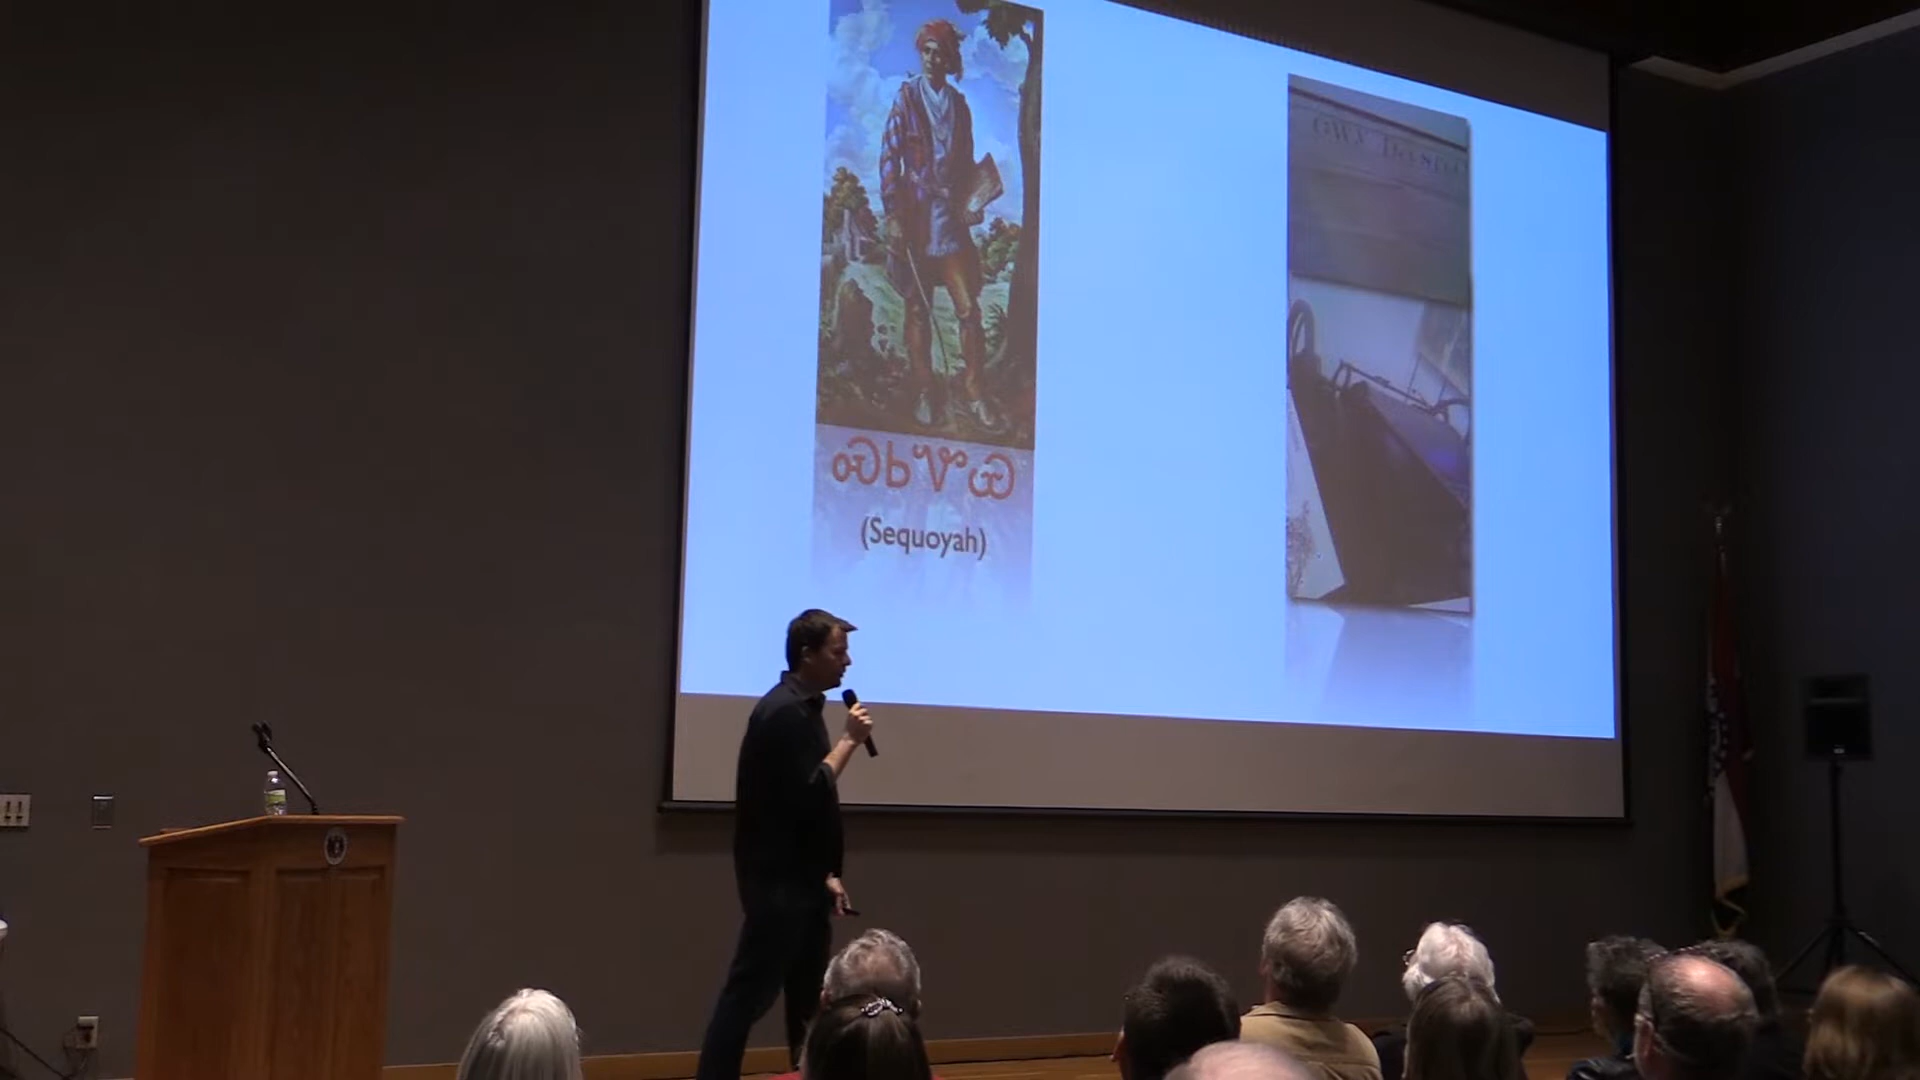 ᏍᏏᏉᏯ
(Sequoyah)
ᏣᎳᎩ